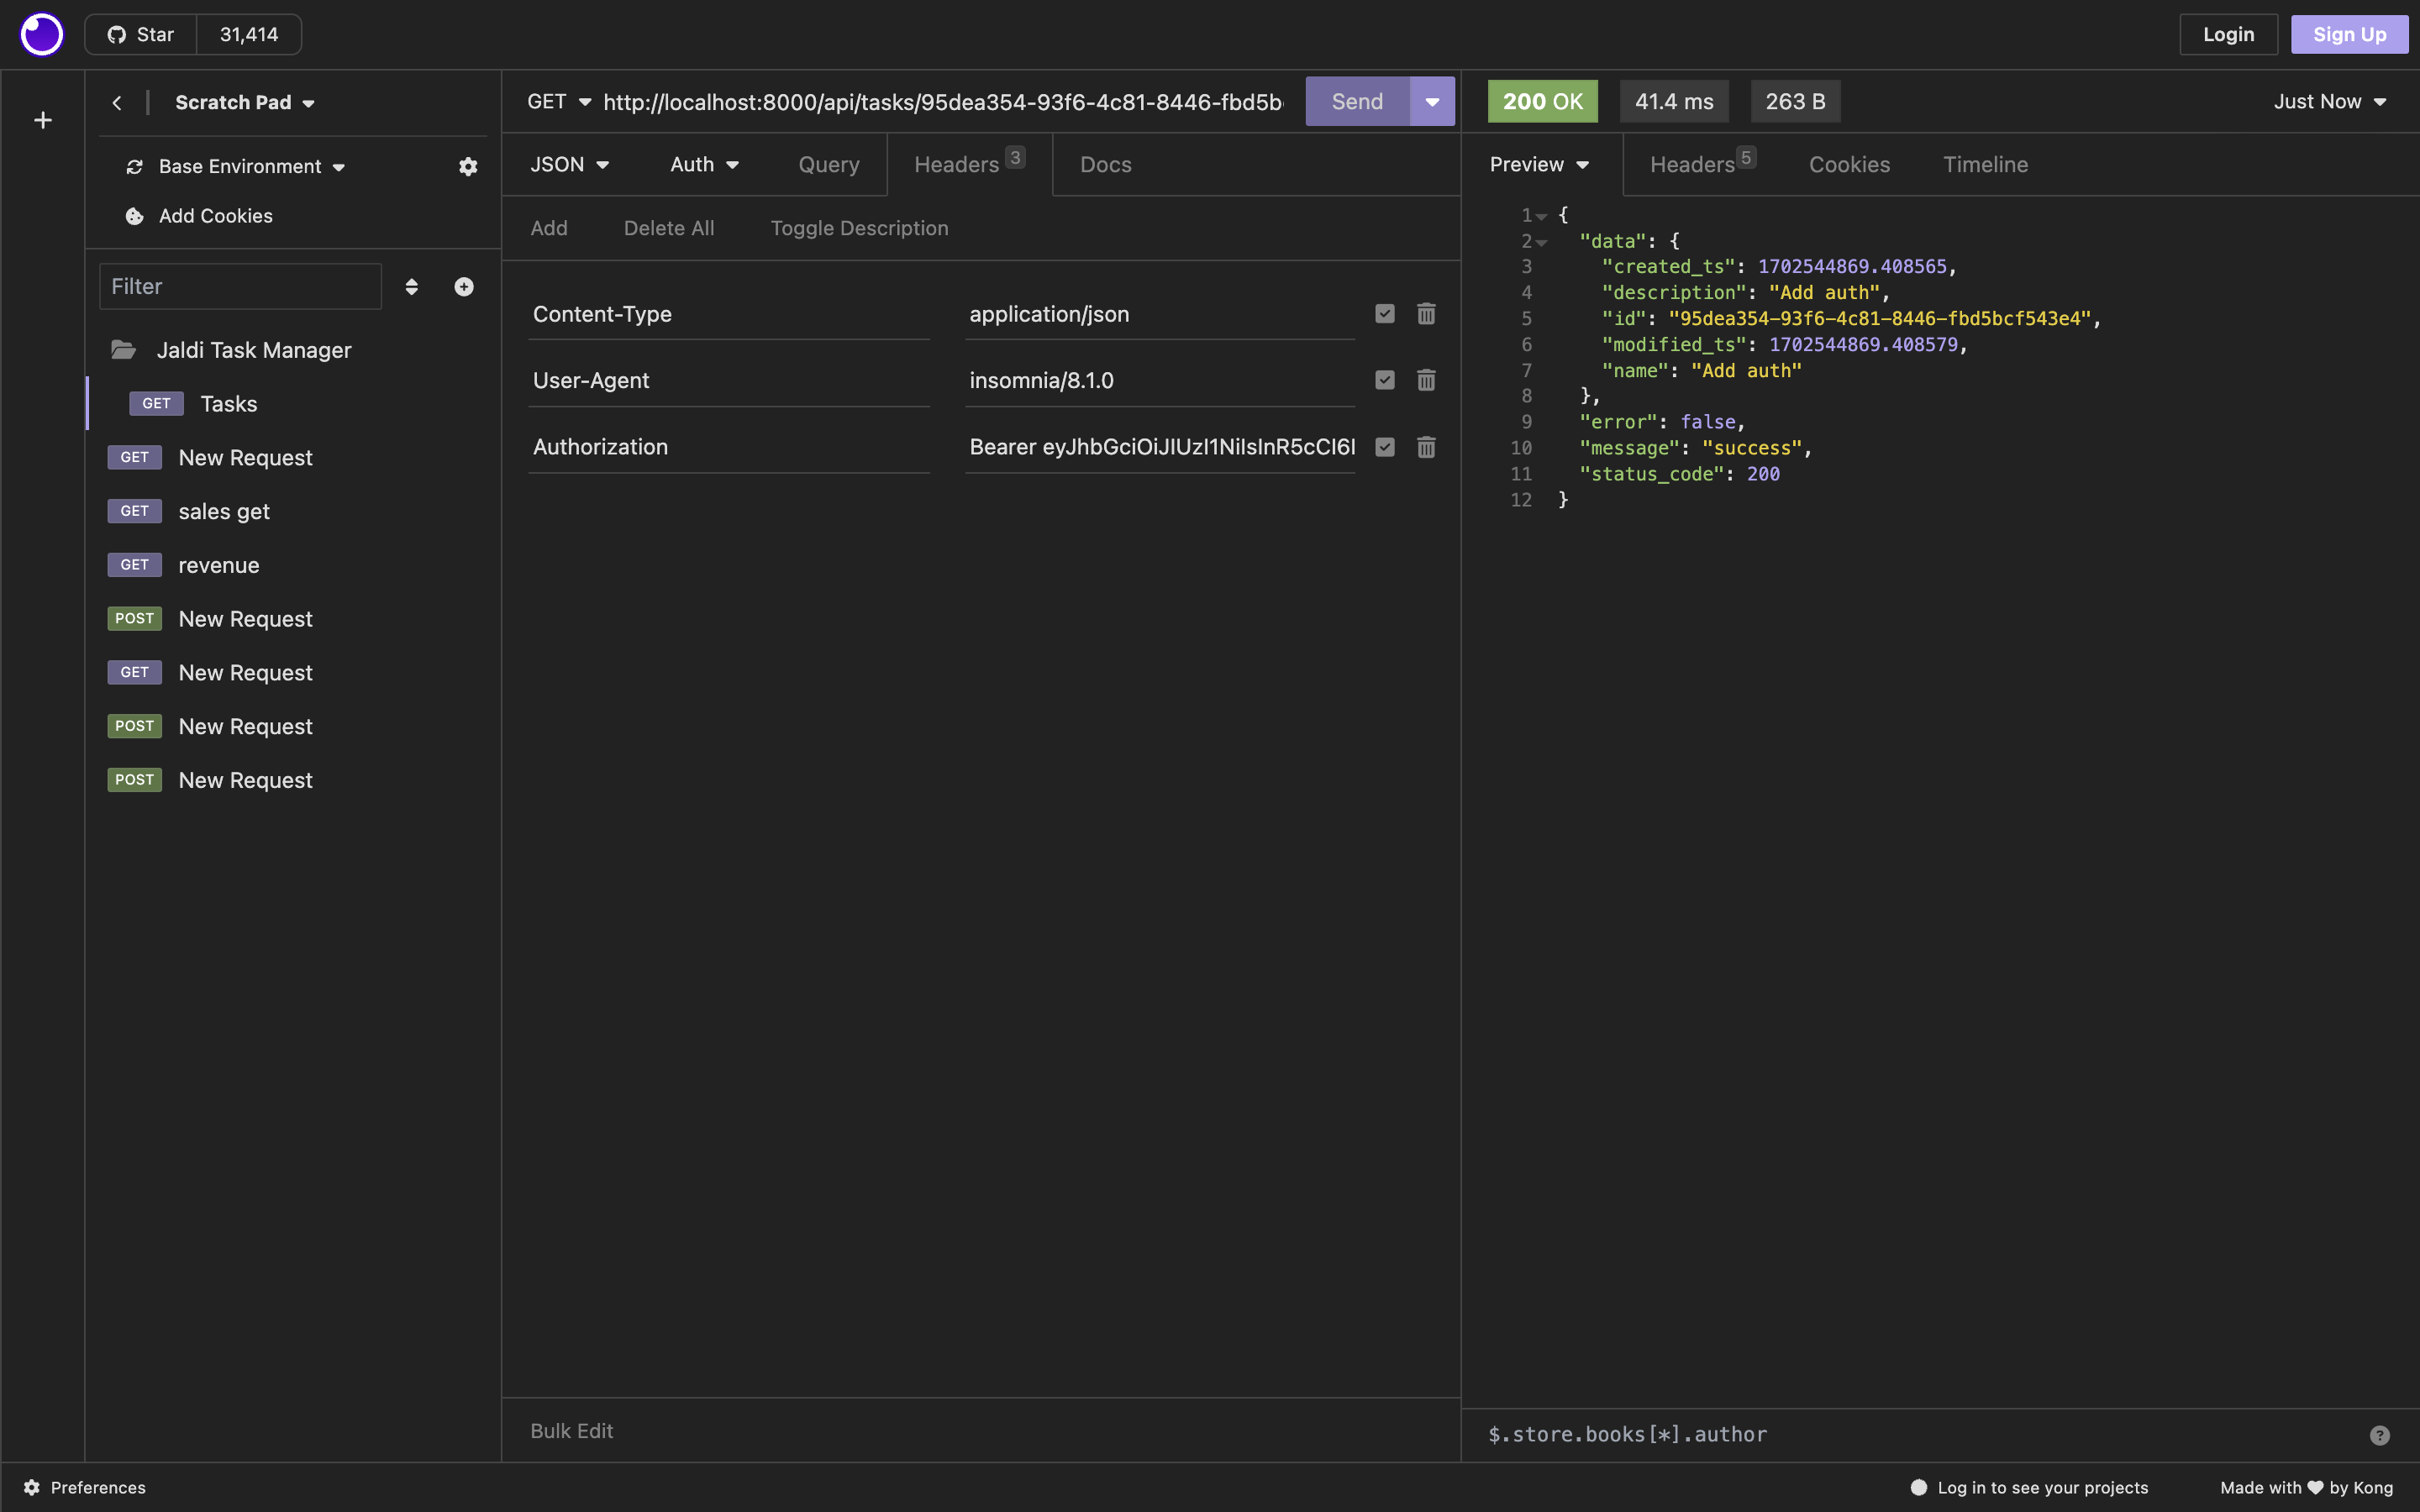 Star 31,414
Login Sign Up
Scratch Pad
Base Environment
Add Cookies
Filter
Jaldi Task Manager
GET Tasks
GET New Request
GET sales get
GET revenue
POST New Request
GET New Request
POST New Request
POST New Request
GET http://localhost:8000/api/tasks/95dea354-93f6-4c81-8446-fbd5b
Send
JSON Auth Query Headers 3 Docs
Add Delete All Toggle Description
Content-Type application/json
User-Agent insomnia/8.1.0
Authorization Bearer eyJhbGciOiJIUzI1NiIsInR5cCI6I
Bulk Edit
200 OK 41.4 ms 263 B Just Now
Preview Headers 5 Cookies Timeline
1 {
2 "data": {
3 "created_ts": 1702544869.408565,
4 "description": "Add auth",
5 "id": "95dea354-93f6-4c81-8446-fbd5bcf543e4",
6 "modified_ts": 1702544869.408579,
7 "name": "Add auth"
8 },
9 "error": false,
10 "message": "success",
11 "status_code": 200
12 }
$.store.books[*].author ?
Preferences
Log in to see your projects
Made with ♥ by Kong